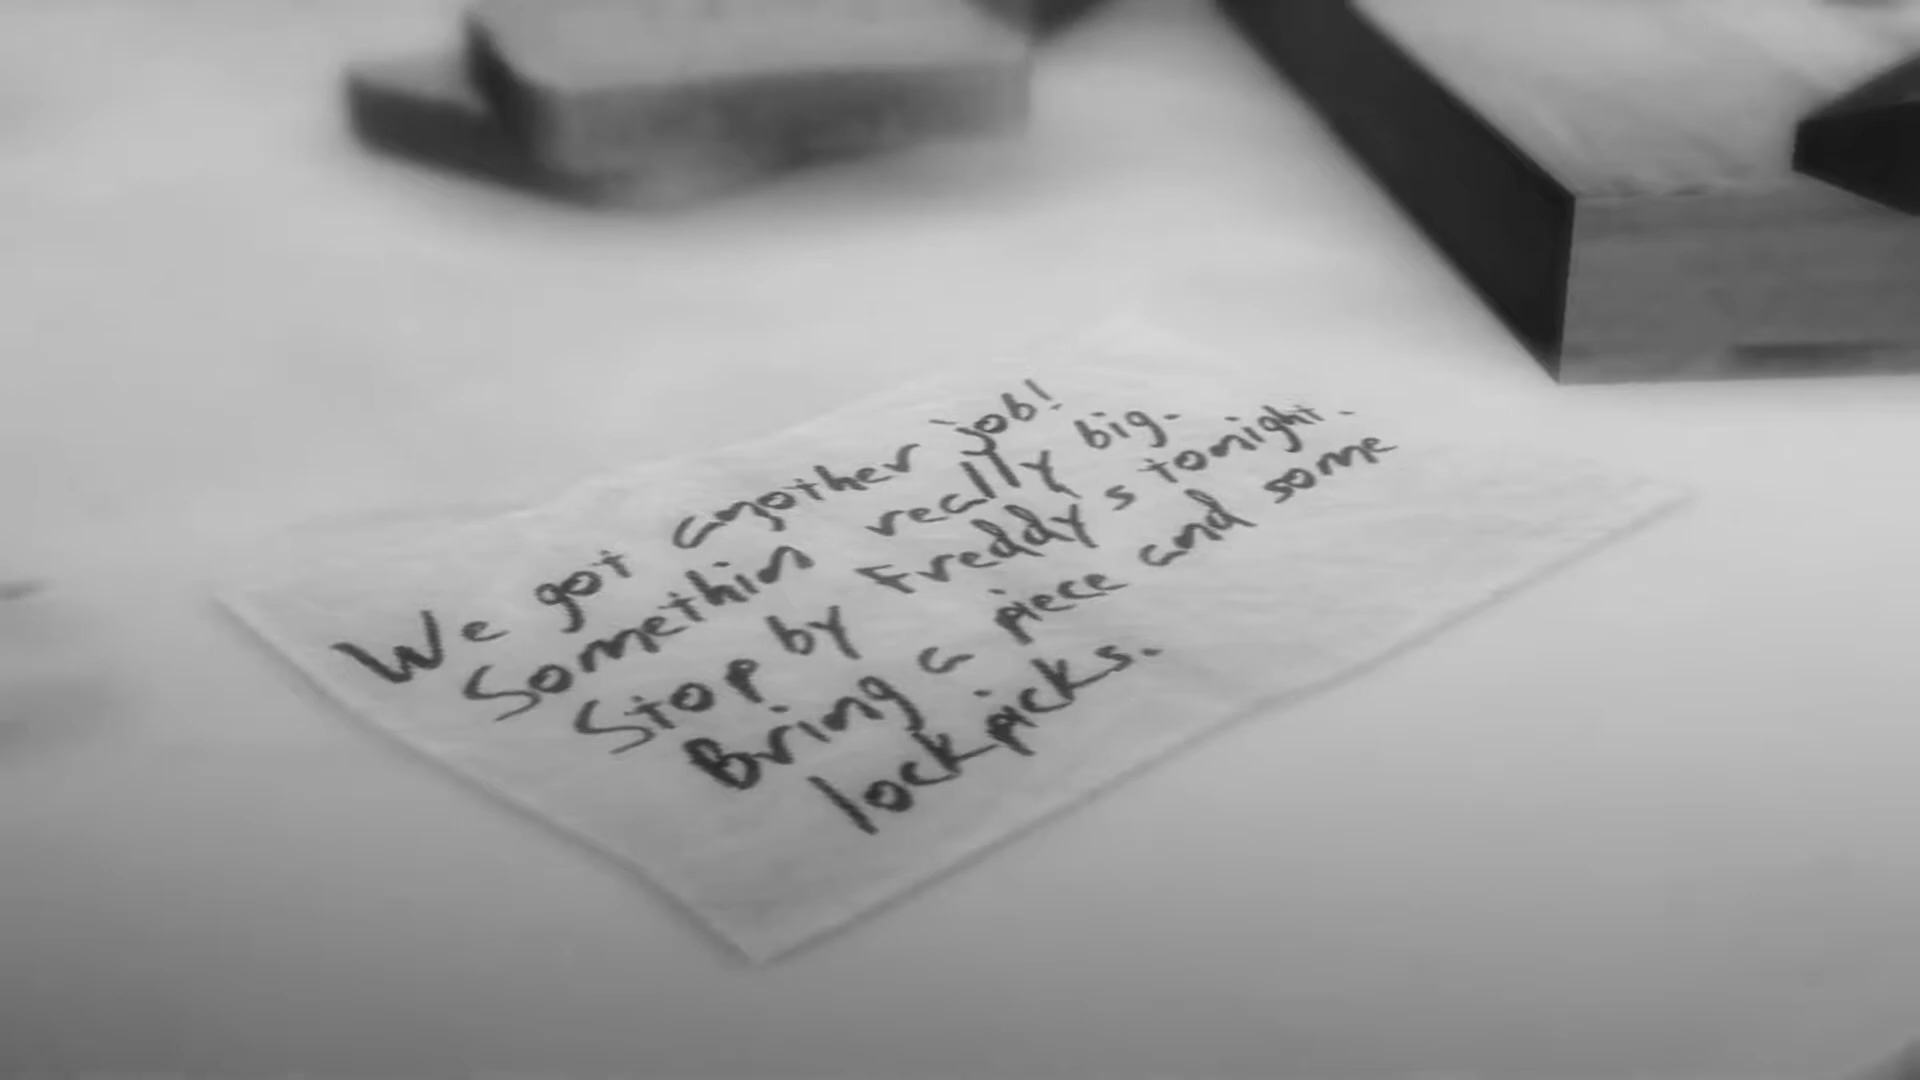 We got another job!
Somethin really big.
Stop by Freddy s tonight.
Bring a piece and some
lockpicks.